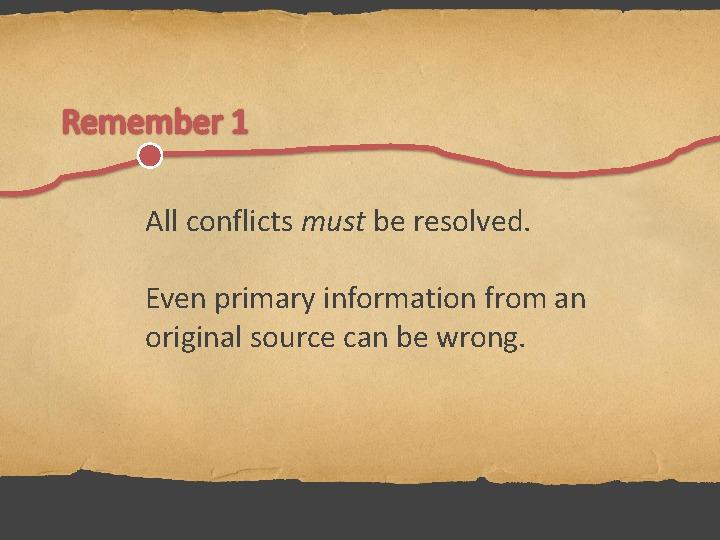 Remember 1
All conflicts must be resolved.
Even primary information from an
original source can be wrong.